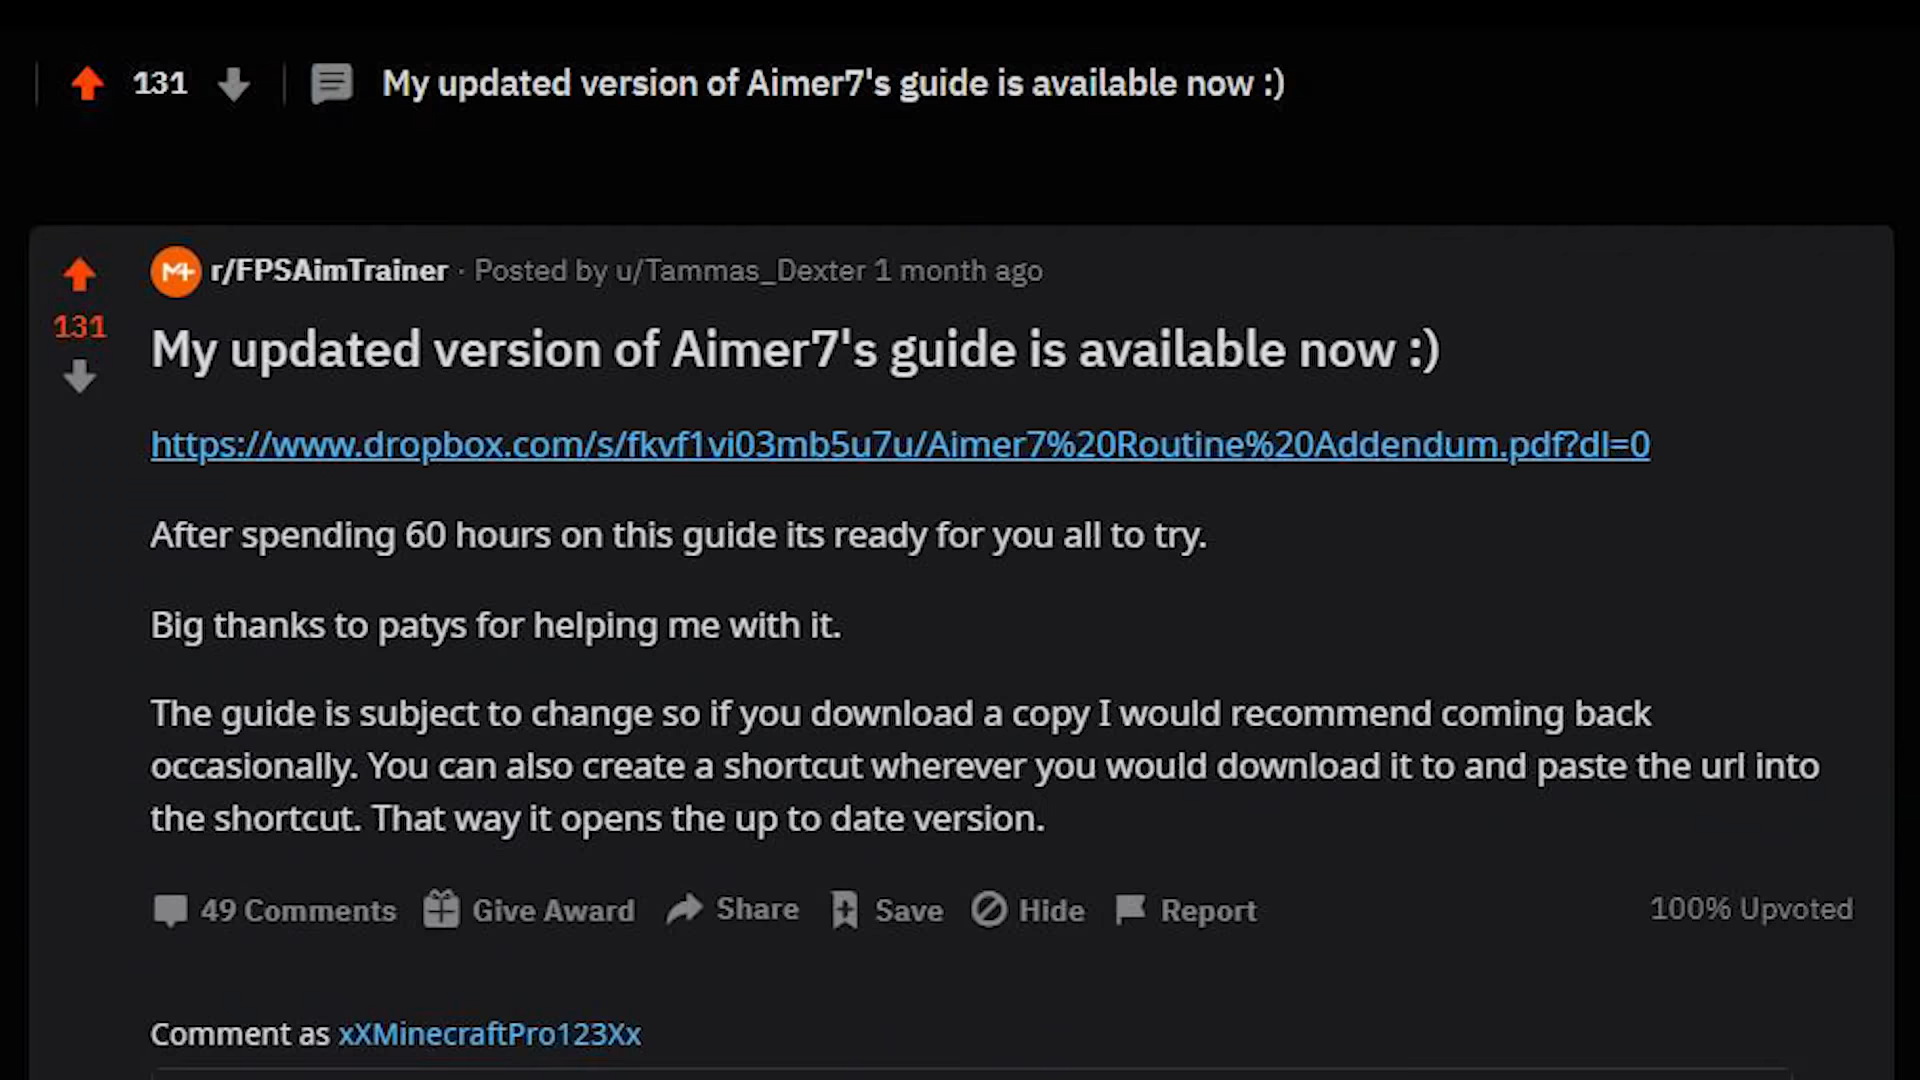 131 My updated version of Aimer7's guide is available now :)
r/FPSAimTrainer · Posted by u/Tammas_Dexter 1 month ago
131
My updated version of Aimer7's guide is available now :)
https://www.dropbox.com/s/fkvf1vi03mb5u7u/Aimer7%20Routine%20Addendum.pdf?dl=0
After spending 60 hours on this guide its ready for you all to try.
Big thanks to patys for helping me with it.
The guide is subject to change so if you download a copy I would recommend coming back
occasionally. You can also create a shortcut wherever you would download it to and paste the url into
the shortcut. That way it opens the up to date version.
49 Comments Give Award Share Save Hide Report 100% Upvoted
Comment as xXMinecraftPro123Xx